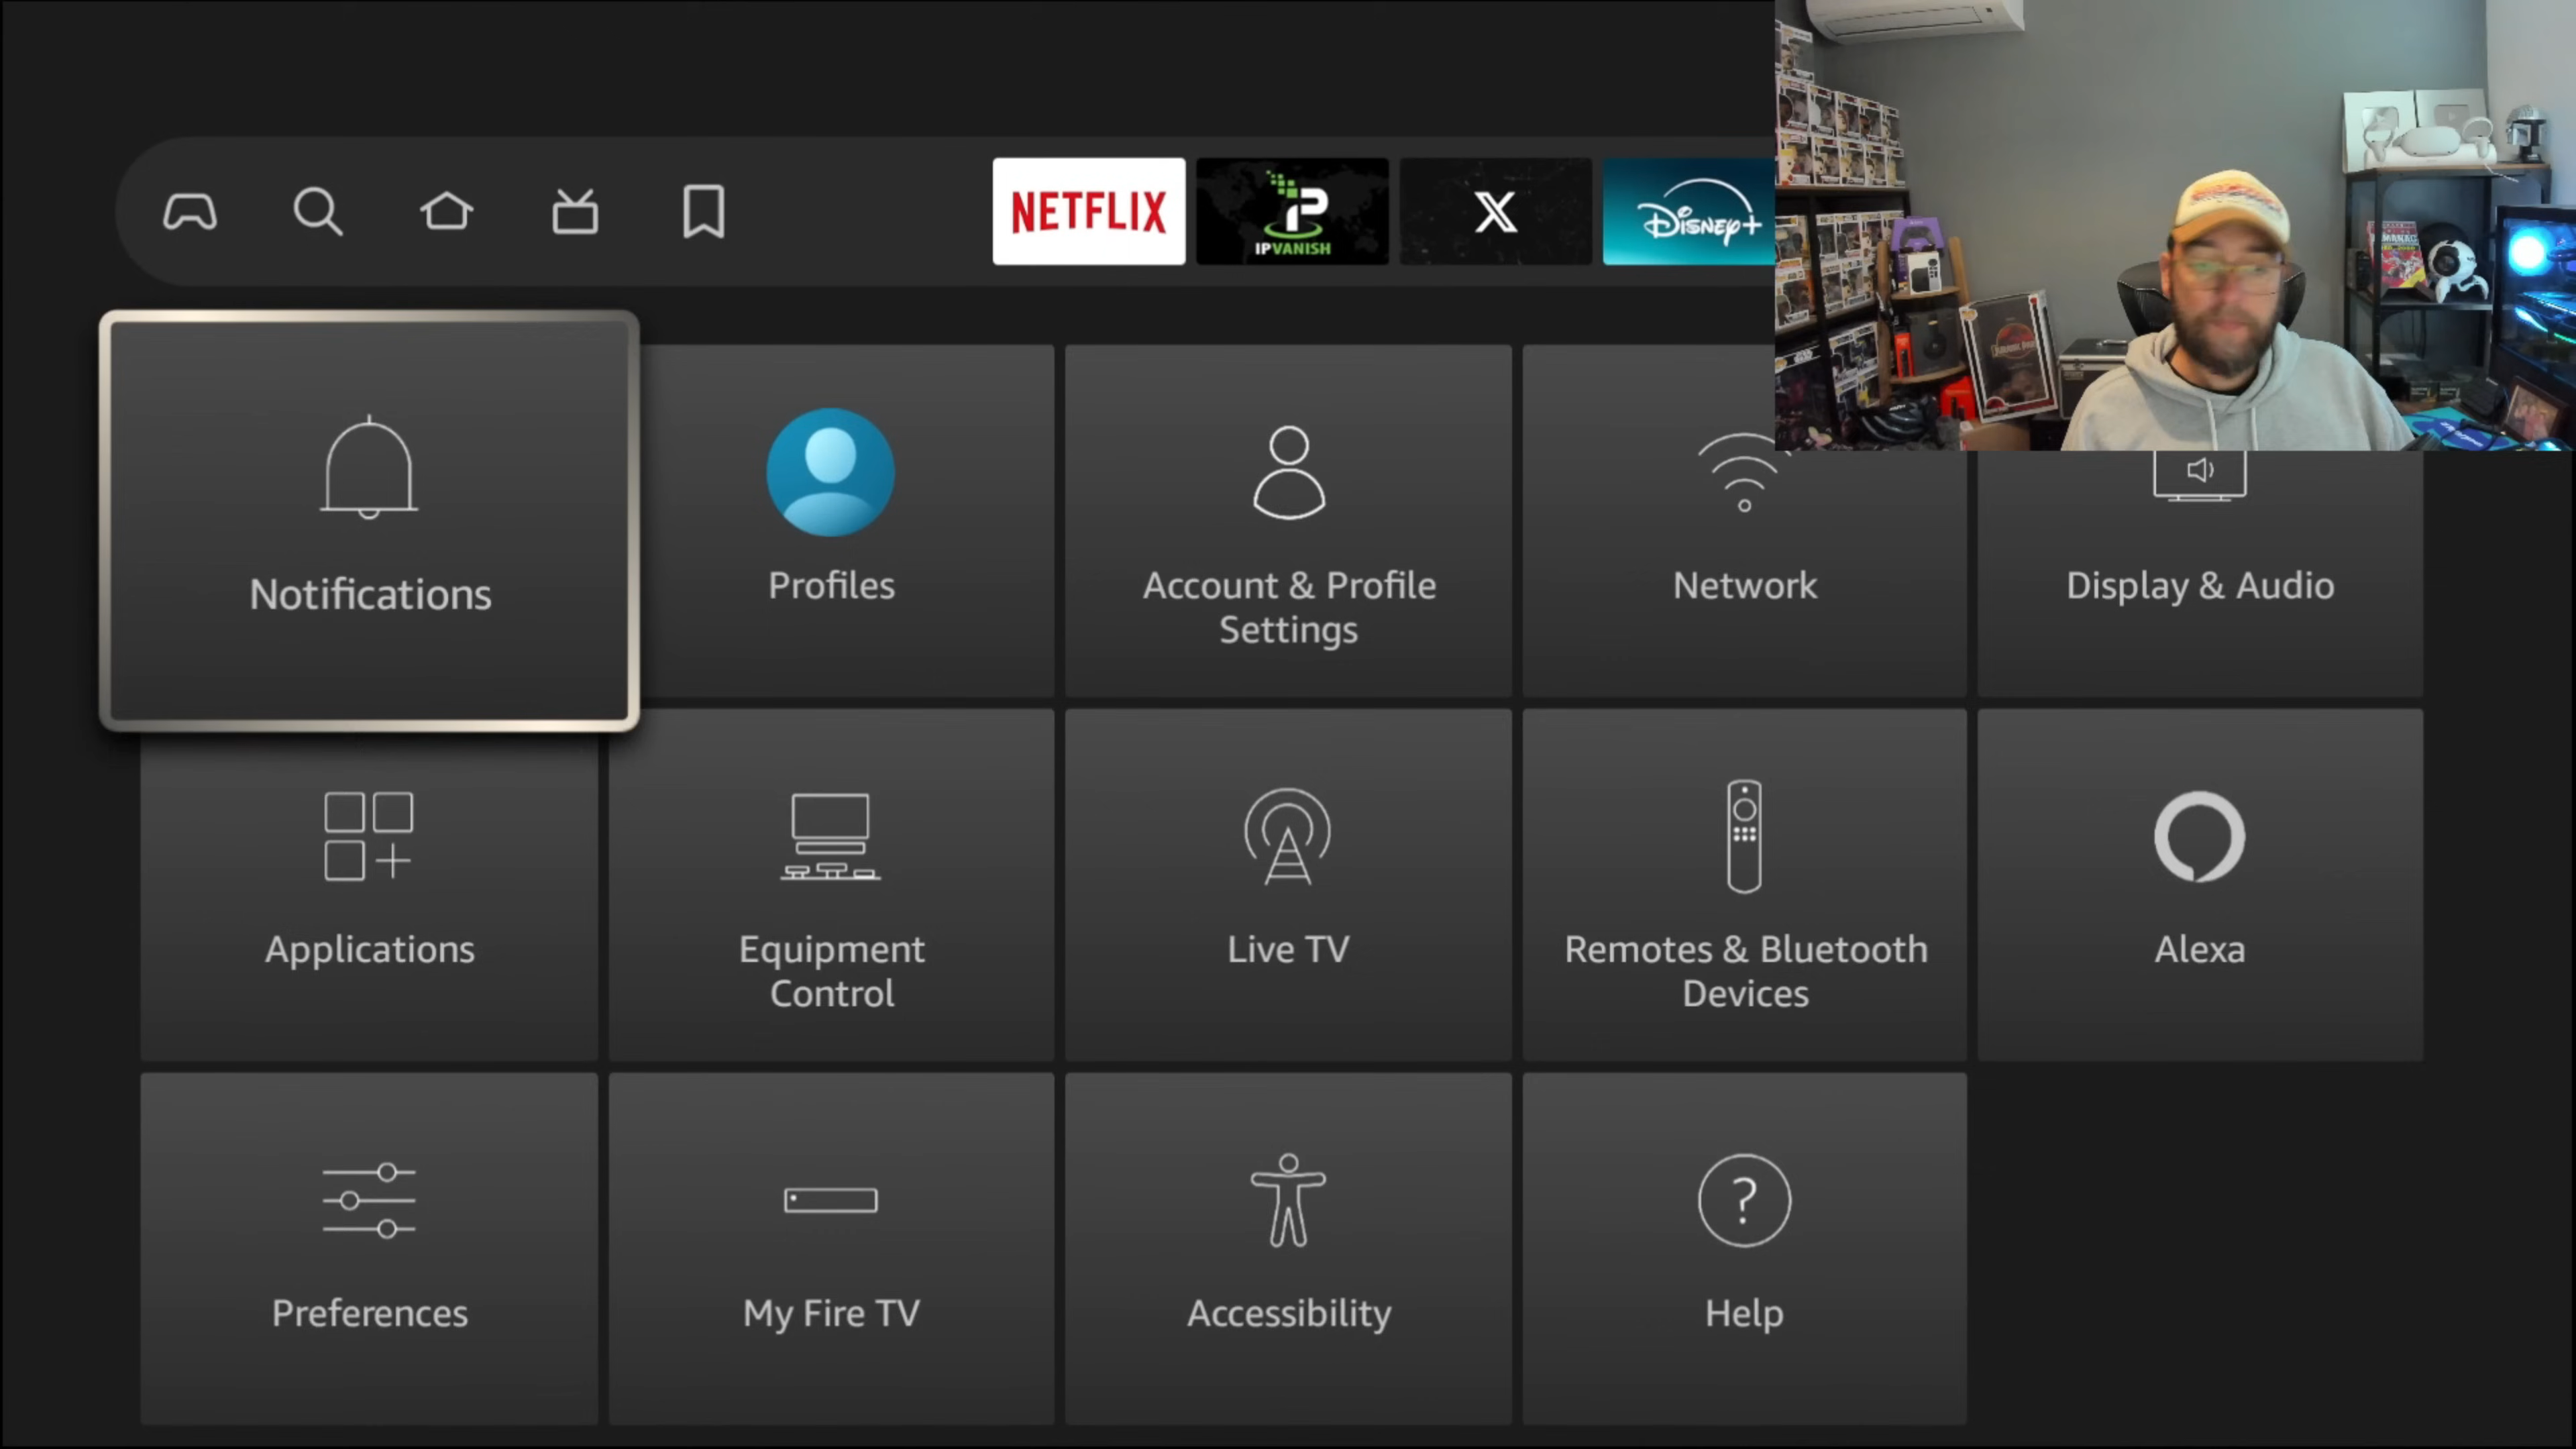 NETFLIX
IPVANISH
X
Disney+
Notifications
Profiles
Account & Profile
Settings
Network
Display & Audio
Applications
Equipment
Control
Live TV
Remotes & Bluetooth
Devices
Alexa
Preferences
My Fire TV
Accessibility
? 
Help